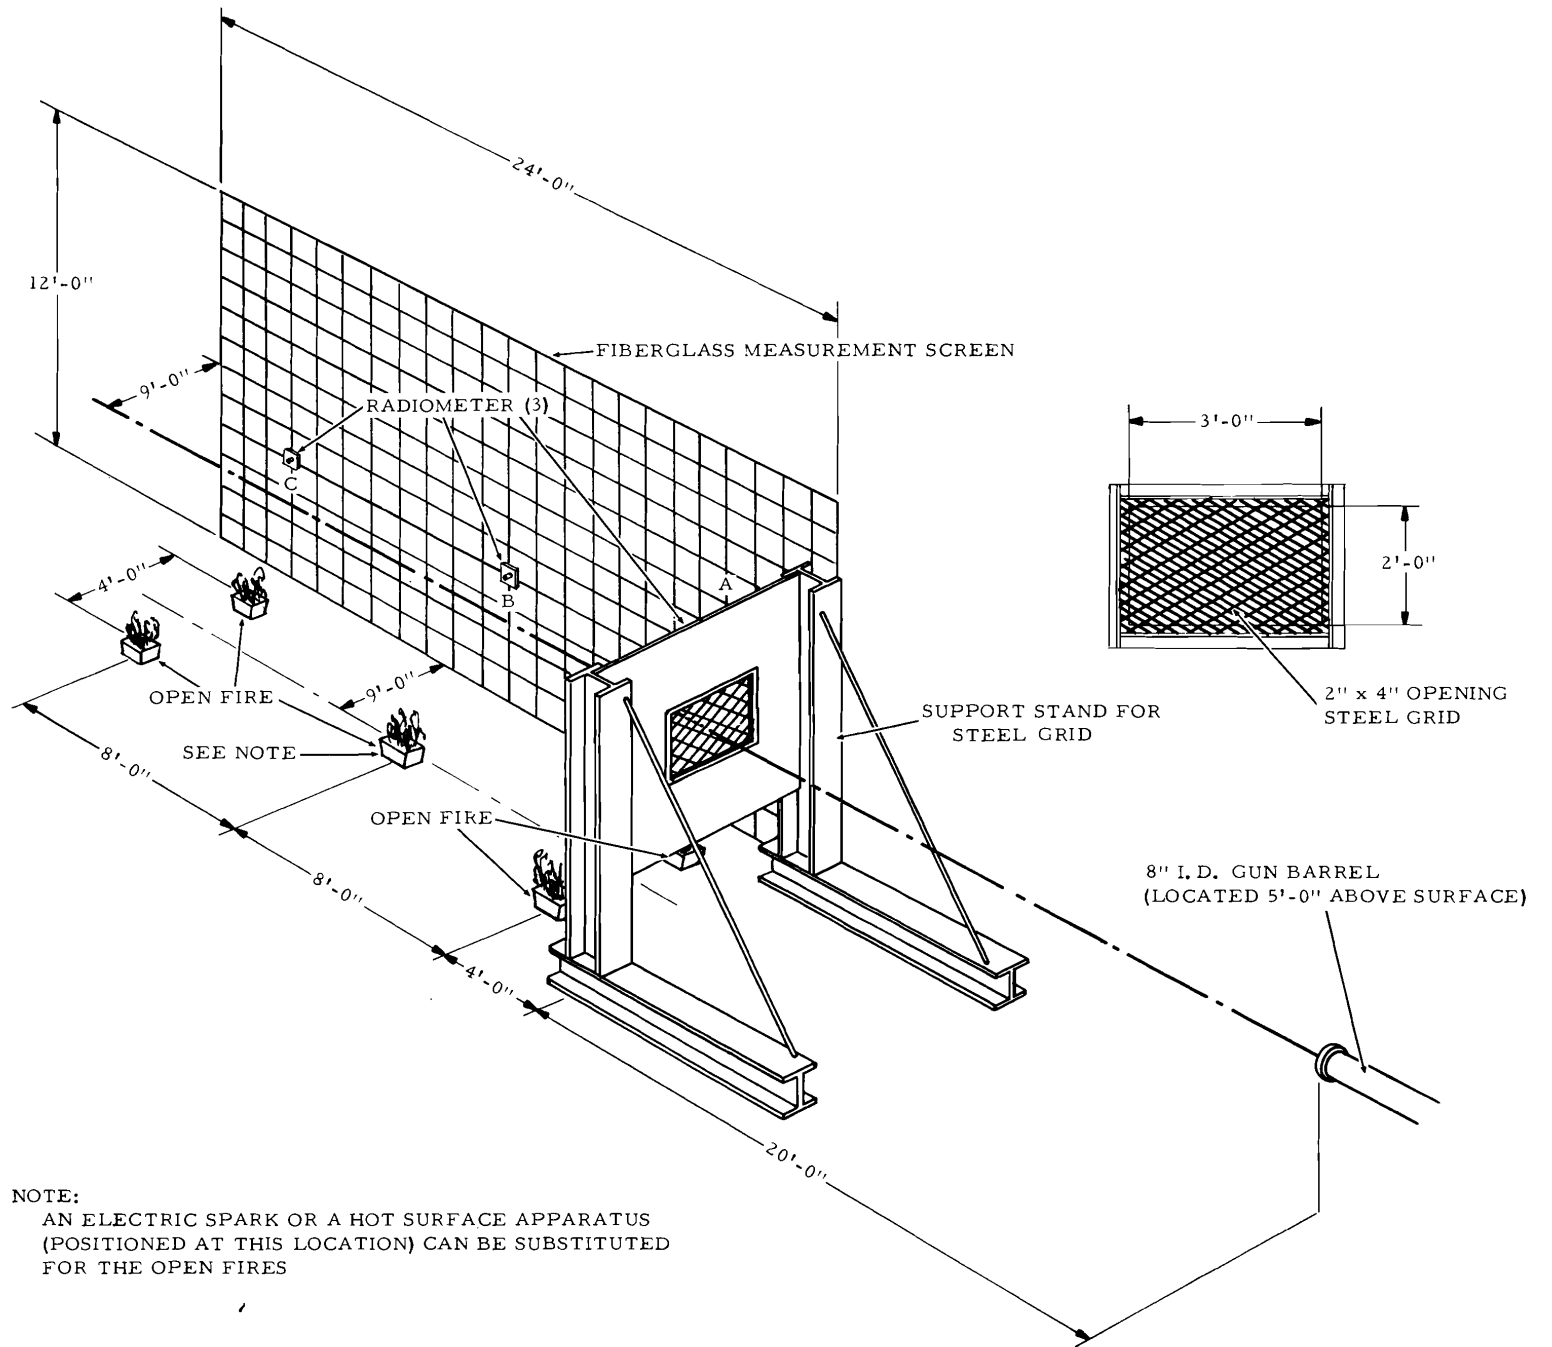 24'-0"
12'-0"
FIBERGLASS MEASUREMENT SCREEN
9'-0"
RADIOMETER (3)
3'-0"
C
2'-0"
4'-0"
A
B
OPEN FIRE
9'-0"
2" x 4" OPENING
STEEL GRID
SUPPORT STAND FOR
STEEL GRID
SEE NOTE
8'-0"
OPEN FIRE
8" I.D. GUN BARREL
(LOCATED 5'-0" ABOVE SURFACE)
8'-0"
4'-0"
20'-0"
NOTE:
AN ELECTRIC SPARK OR A HOT SURFACE APPARATUS
(POSITIONED AT THIS LOCATION) CAN BE SUBSTITUTED
FOR THE OPEN FIRES